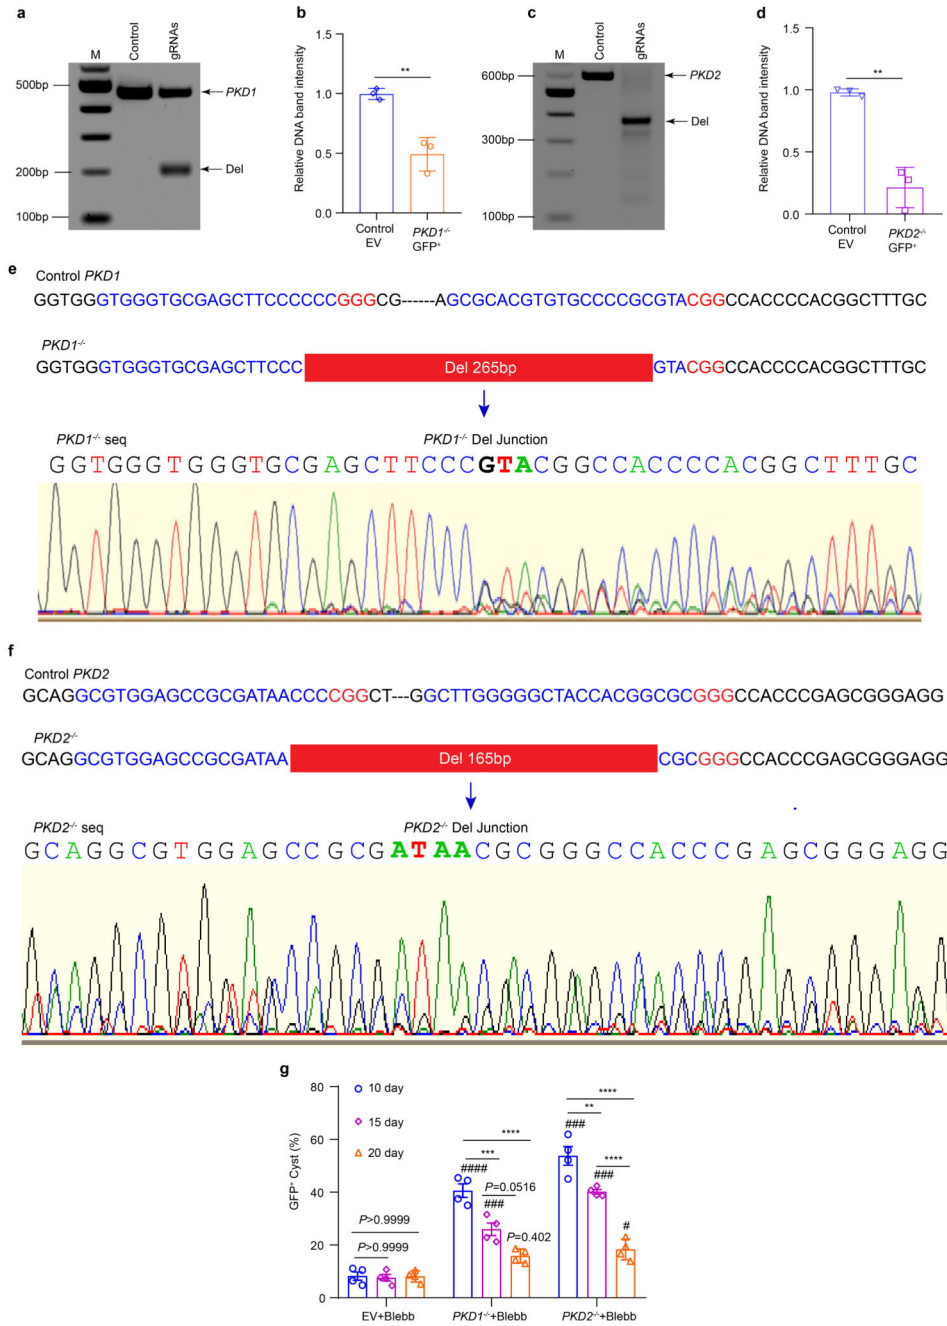 a
M
Control
gRNAs
500bp
200bp
100bp
PKD1
Del
b
Relative DNA band intensity
1.5
1.0
0.5
0.0
**
Control
EV
PKD1-/-
GFP+
c
M
Control
gRNAs
600bp
300bp
100bp
PKD2
Del
d
Relative DNA band intensity
1.5
1.0
0.5
0.0
**
Control
EV
PKD2-/-
GFP+
e
Control PKD1
GGTGGGTGGGTGCGAGCTTCCCCCCGGGCG------AGCGCACGTGTGCCCCGCGTACGGCCACCCCACGGCTTTGC
PKD1-/-
GGTGGGTGGGTGCGAGCTTCCC Del 265bp GTACGGCCACCCCACGGCTTTGC
PKD1-/- seq PKD1-/- Del Junction
GGTGGGTGGGTGCGAGCTTCCCGTACGGCCACCCCACGGCTTTGC
f
Control PKD2
GCAGGCGTGGAGCCGCGATAACCCCGGCT---GGCTTGGGGGCTACCACGGCGCGGGCCACCCGAGCGGGAGG
PKD2-/-
GCAGGCGTGGAGCCGCGATAA Del 165bp CGCGGGCCACCCGAGCGGGAGG
PKD2-/- seq PKD2-/- Del Junction
GCAGGCGTGGAGCCGCGATAACGCGGGCCACCCGAGCGGGAGG
g
GFP+ Cyst (%)
80
60
40
20
0
10 day
15 day
20 day
P>0.9999
P>0.9999
****
***
####
P=0.0516
###
P=0.402
****
**
###
****
###
#
EV+Blebb
PKD1-/-+Blebb
PKD2-/-+Blebb